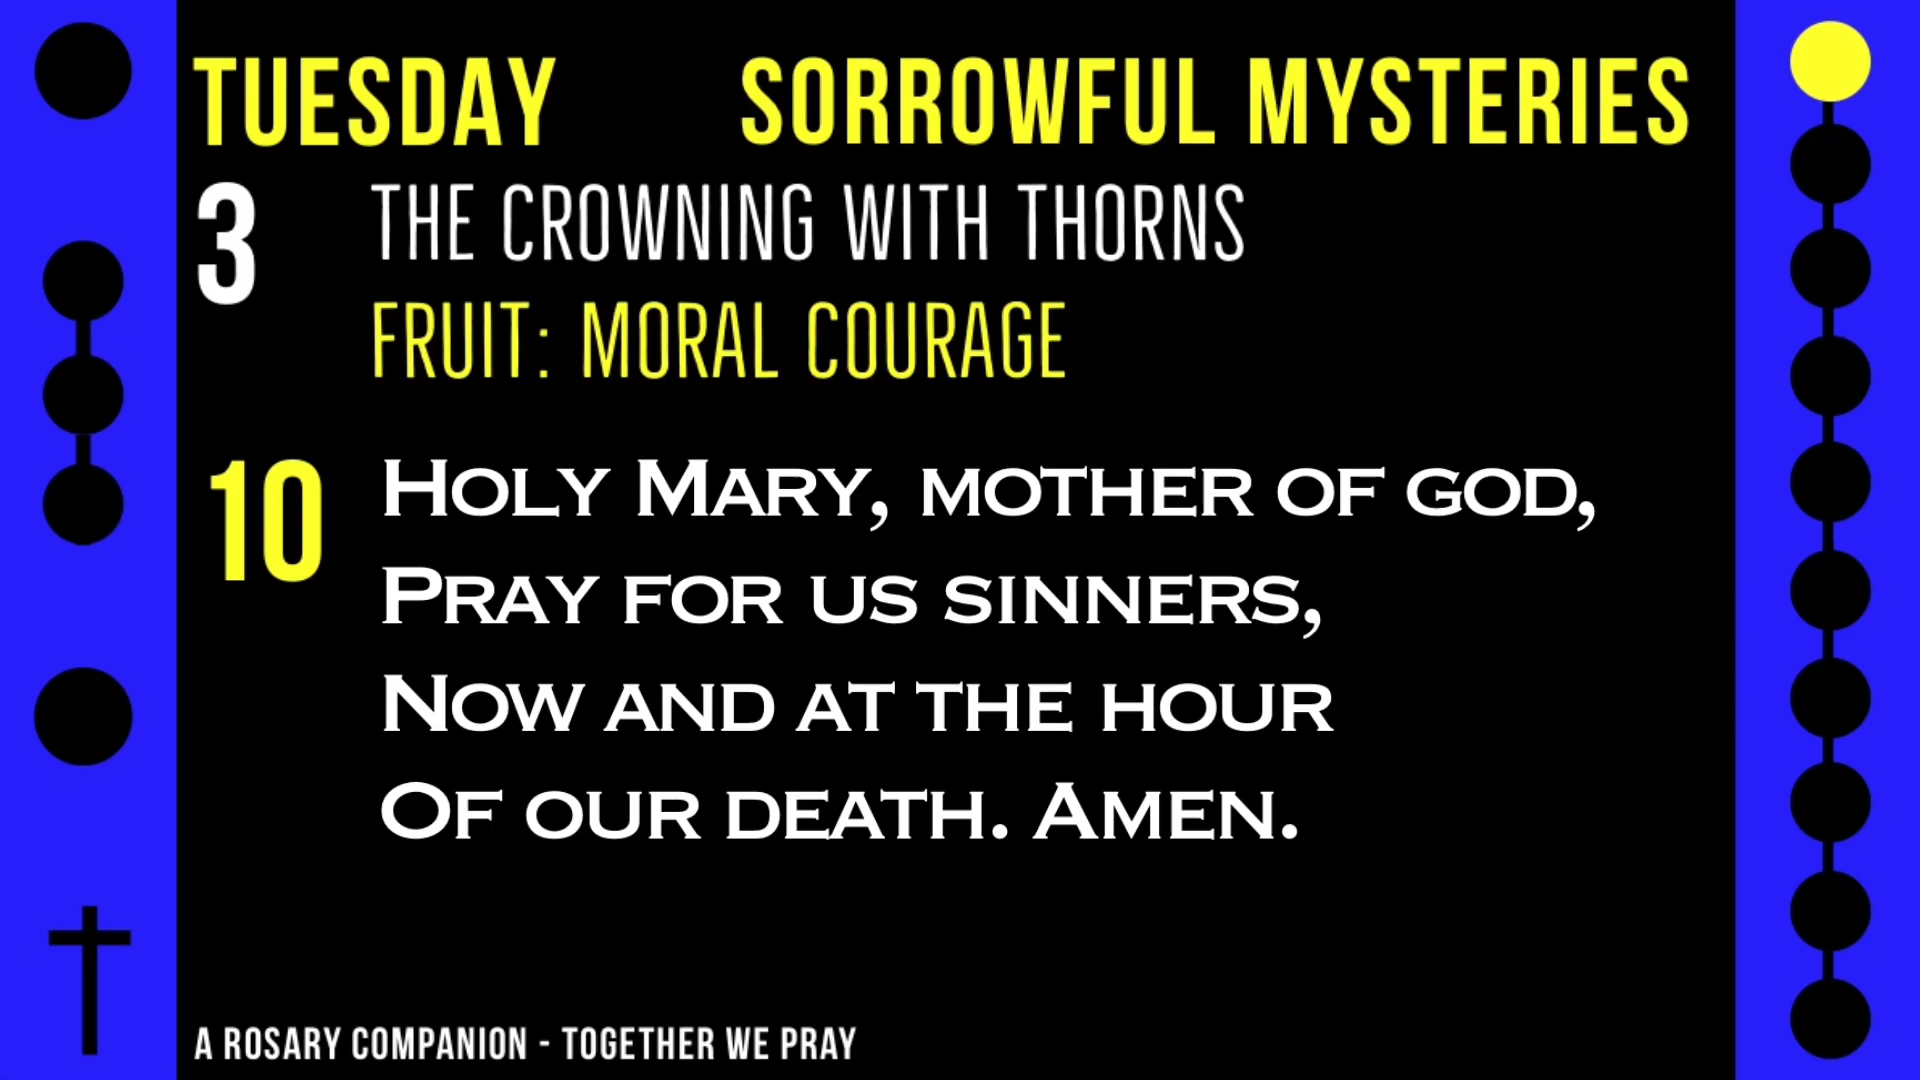 TUESDAY SORROWFUL MYSTERIES
3 THE CROWNING WITH THORNS
FRUIT: MORAL COURAGE
10 HOLY MARY, MOTHER OF GOD,
PRAY FOR US SINNERS,
NOW AND AT THE HOUR
OF OUR DEATH. AMEN.
A ROSARY COMPANION - TOGETHER WE PRAY